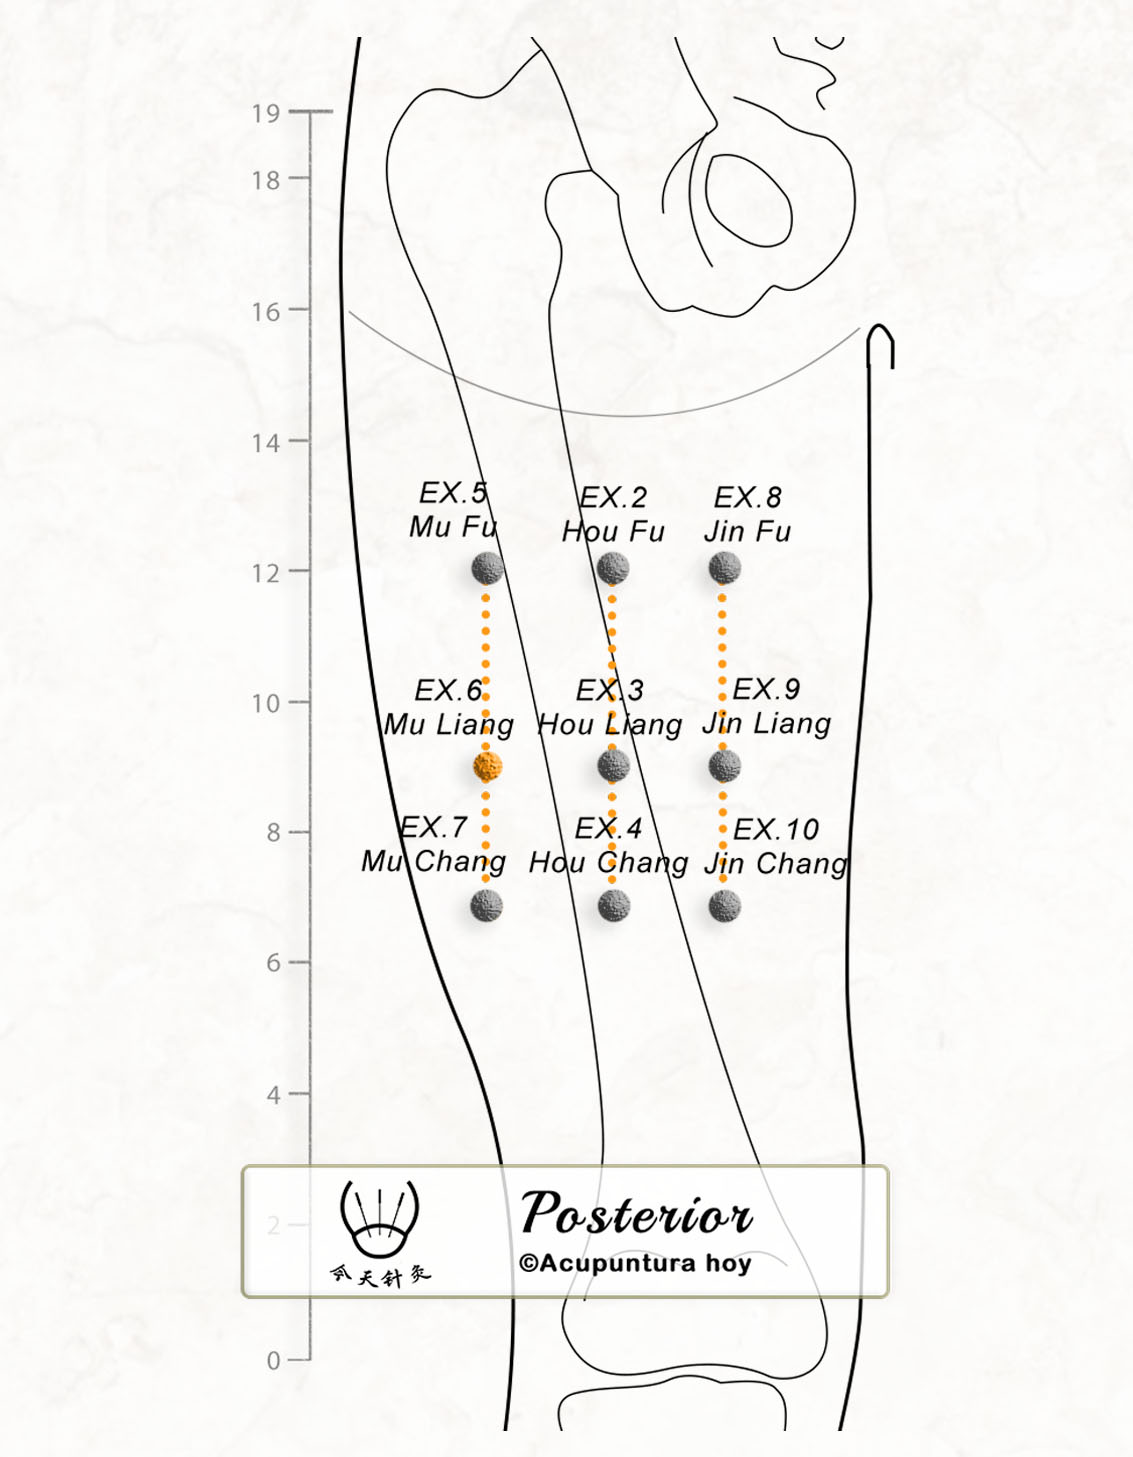 19
18
16
14
EX.5 EX.2 EX.8
Mu Fu Hou Fu Jin Fu
12
EX.6 EX.3 EX.9
10
Mu Liang Hou Liang Jin Liang
EX.7 EX.4 EX.10
8
Mu Chang Hou Chang Jin Chang
6
4
2
Posterior
©Acupuntura hoy
天针灸
0